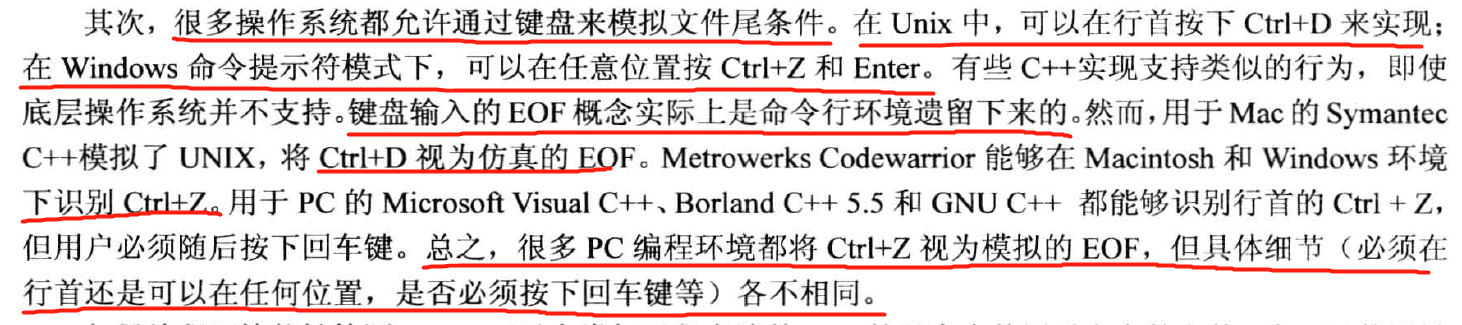 其次，很多操作系统都允许通过键盘来模拟文件尾条件。在 Unix 中，可以在行首按下 Ctrl+D 来实现；
在 Windows 命令提示符模式下，可以在任意位置按 Ctrl+Z 和 Enter。有些 C++实现支持类似的行为，即使
底层操作系统并不支持。键盘输入的 EOF 概念实际上是命令行环境遗留下来的。然而，用于 Mac 的 Symantec
C++模拟了 UNIX，将 Ctrl+D 视为仿真的 EOF。Metrowerks Codewarrior 能够在 Macintosh 和 Windows 环境
下识别 Ctrl+Z。用于 PC 的 Microsoft Visual C++、Borland C++ 5.5 和 GNU C++ 都能够识别行首的 Ctrl + Z，
但用户必须随后按下回车键。总之，很多 PC 编程环境都将 Ctrl+Z 视为模拟的 EOF，但具体细节（必须在
行首还是可以在任何位置，是否必须按下回车键等）各不相同。